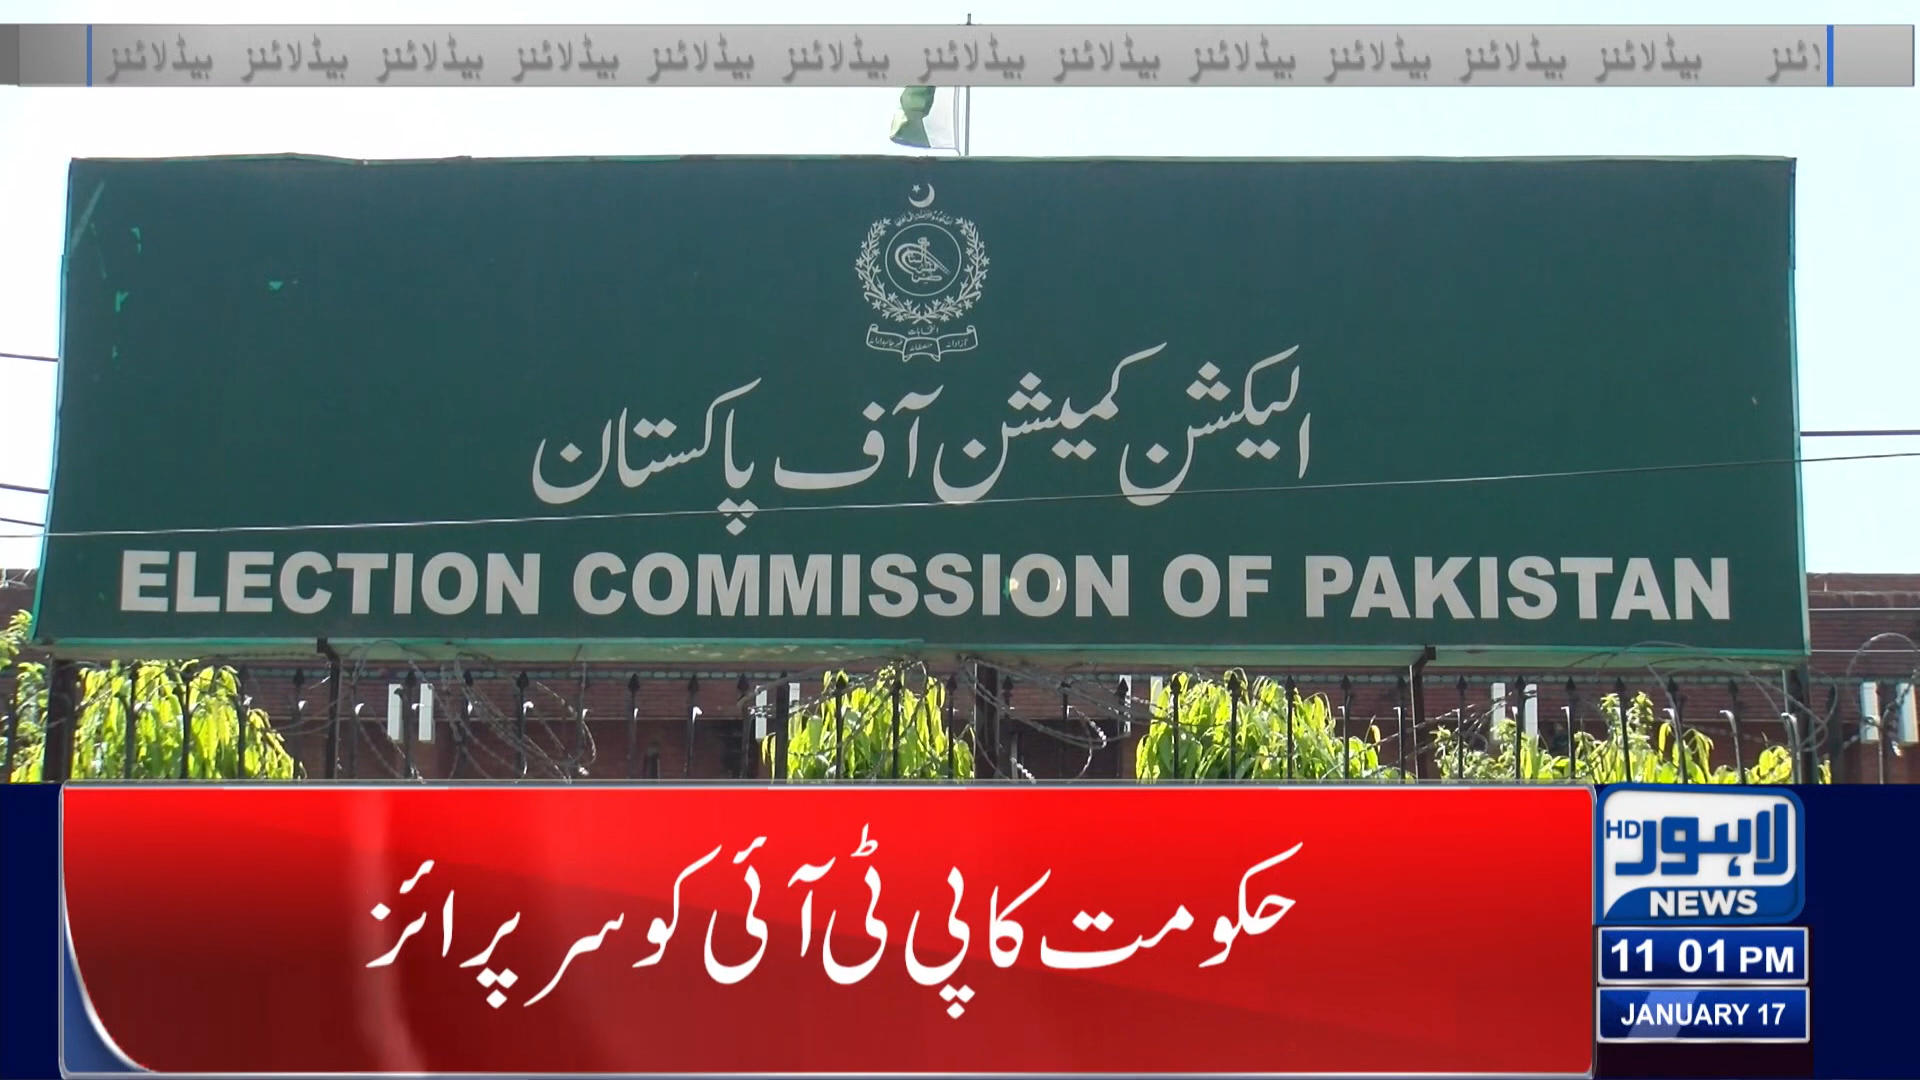 ہیڈلائنز ہیڈلائنز ہیڈلائنز ہیڈلائنز ہیڈلائنز ہیڈلائنز ہیڈلائنز ہیڈلائنز ہیڈلائنز ہیڈلائنز ہیڈلائنز ہیڈلائنز
الیکشن کمیشن آف پاکستان
ELECTION COMMISSION OF PAKISTAN
حکومت کا پی ٹی آئی کو سرپرائز
لاہور HD
NEWS
11 01 PM
JANUARY 17